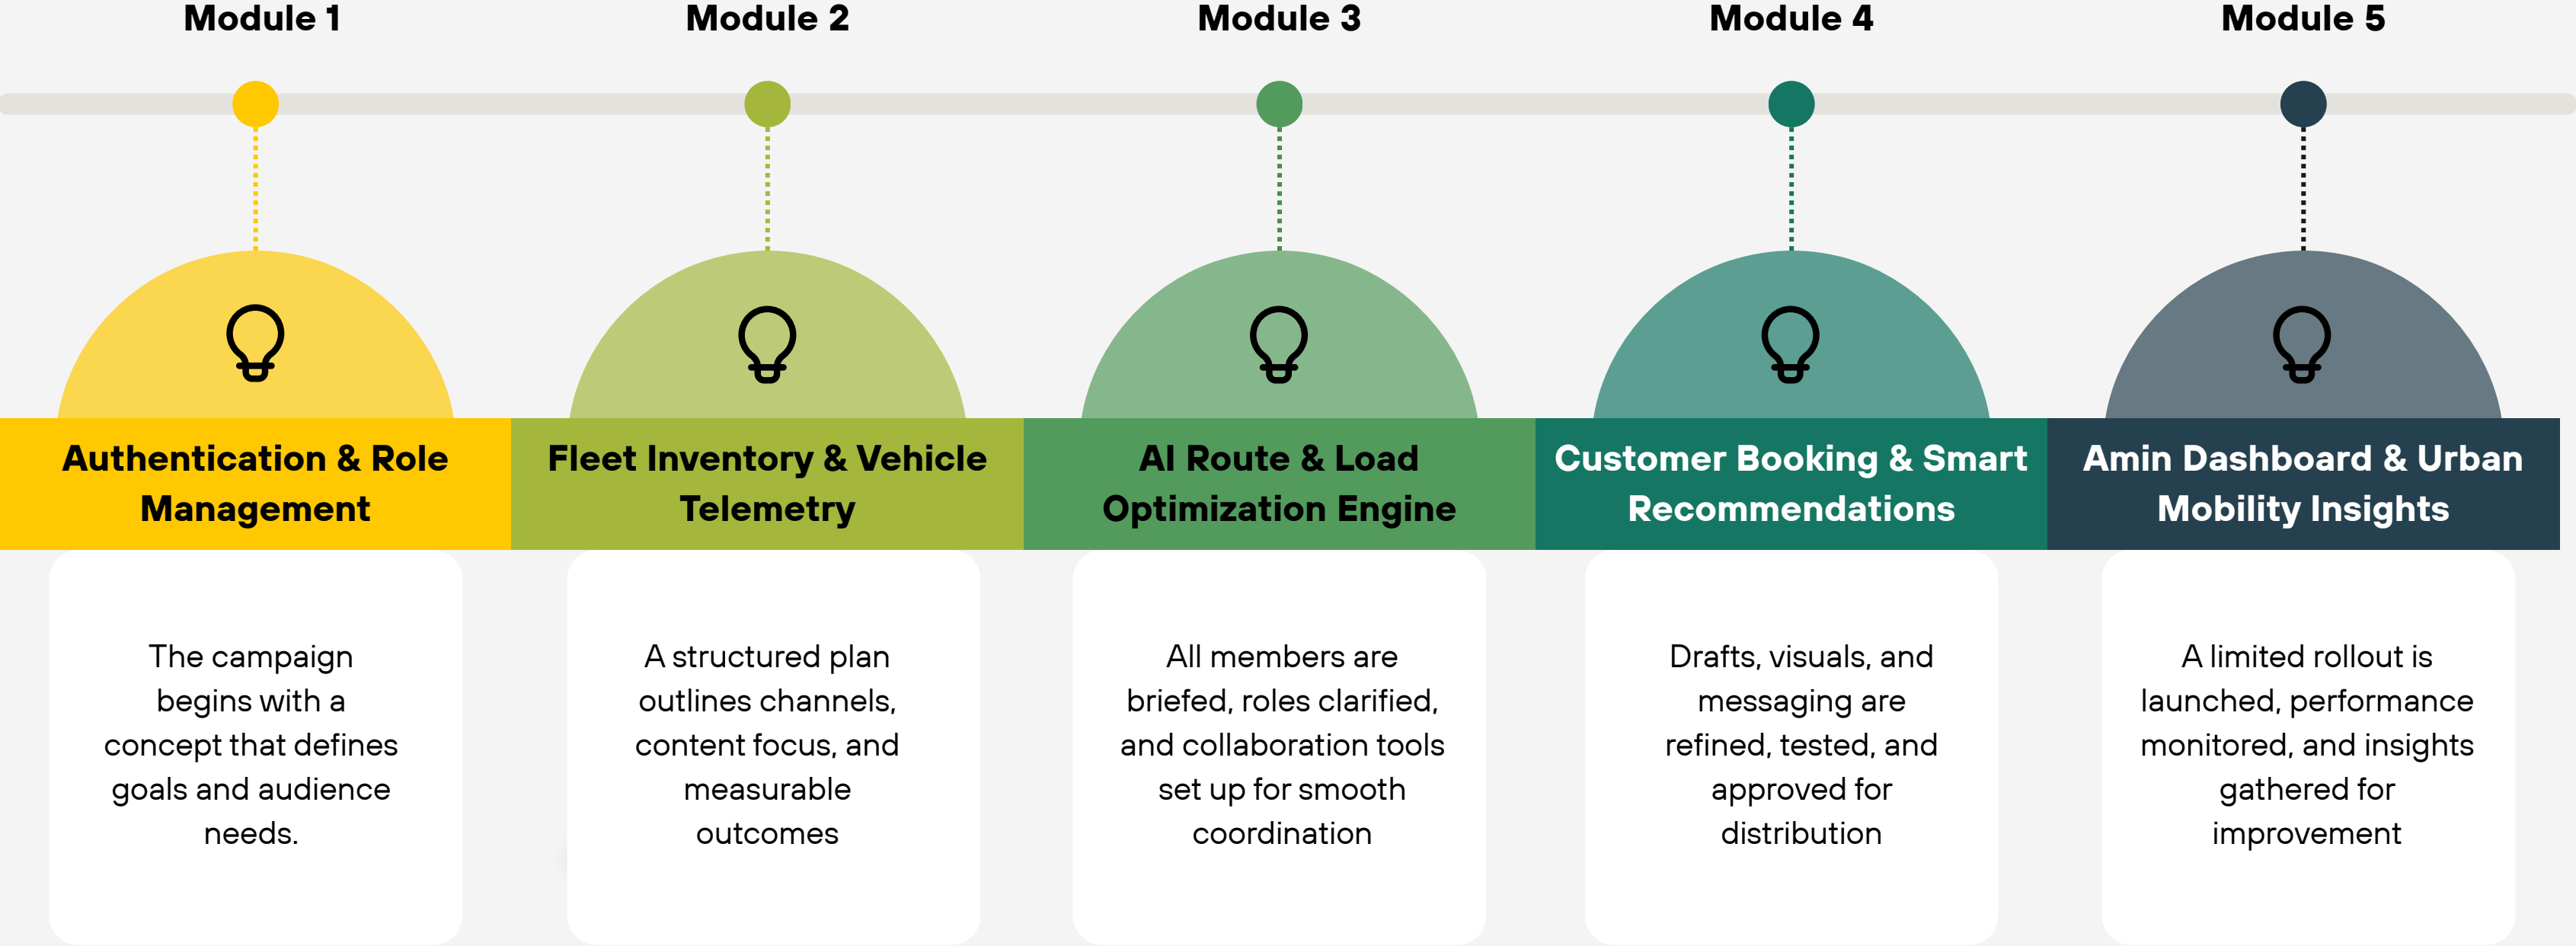 Module 1
Module 2
Module 3
Module 4
Module 5
Authentication & Role
Management
Fleet Inventory & Vehicle
Telemetry
AI Route & Load
Optimization Engine
Customer Booking & Smart
Recommendations
Amin Dashboard & Urban
Mobility Insights
The campaign
begins with a
concept that defines
goals and audience
needs.
A structured plan
outlines channels,
content focus, and
measurable
outcomes
All members are
briefed, roles clarified,
and collaboration tools
set up for smooth
coordination
Drafts, visuals, and
messaging are
refined, tested, and
approved for
distribution
A limited rollout is
launched, performance
monitored, and insights
gathered for
improvement